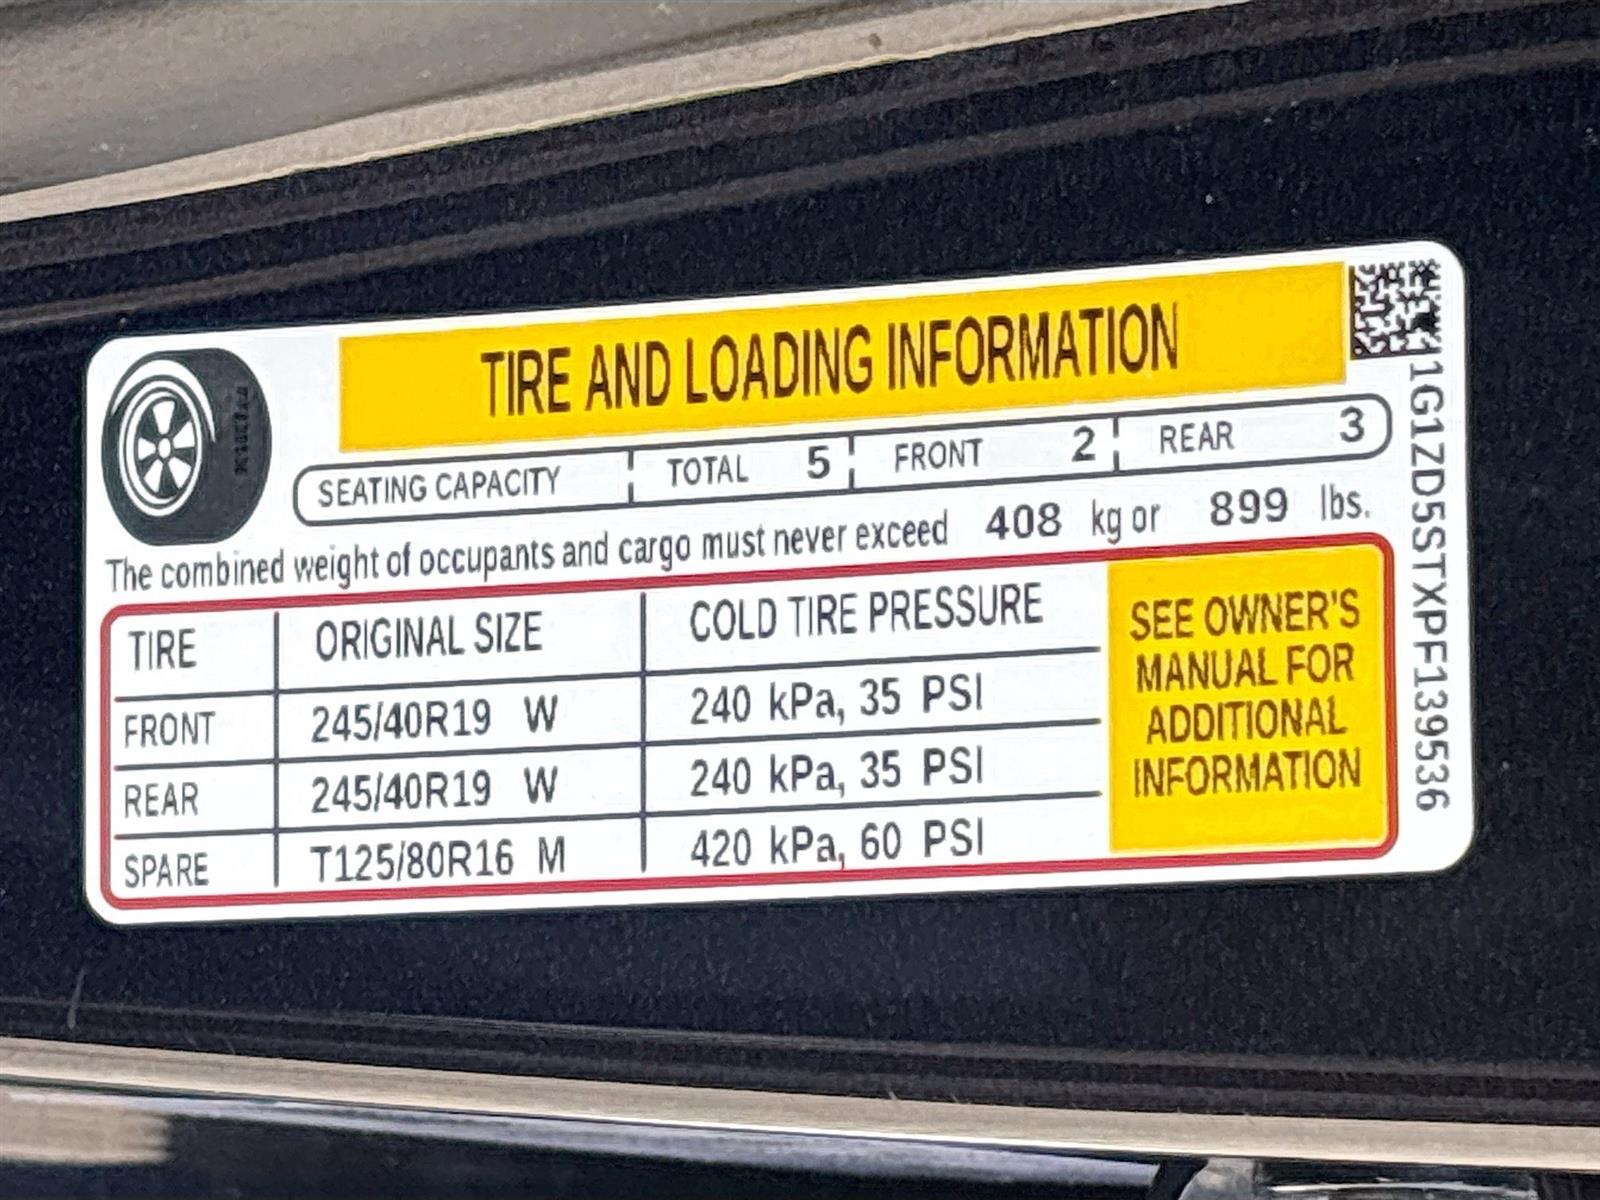 TIRE AND LOADING INFORMATION
SEATING CAPACITY TOTAL 5 FRONT 2 REAR 3
The combined weight of occupants and cargo must never exceed 408 kg or 899 lbs.
TIRE ORIGINAL SIZE COLD TIRE PRESSURE
FRONT 245/40R19 W 240 kPa, 35 PSI
REAR 245/40R19 W 240 kPa, 35 PSI
SPARE T125/80R16 M 420 kPa, 60 PSI
SEE OWNER'S
MANUAL FOR
ADDITIONAL
INFORMATION
1G1ZD5STXPF139536